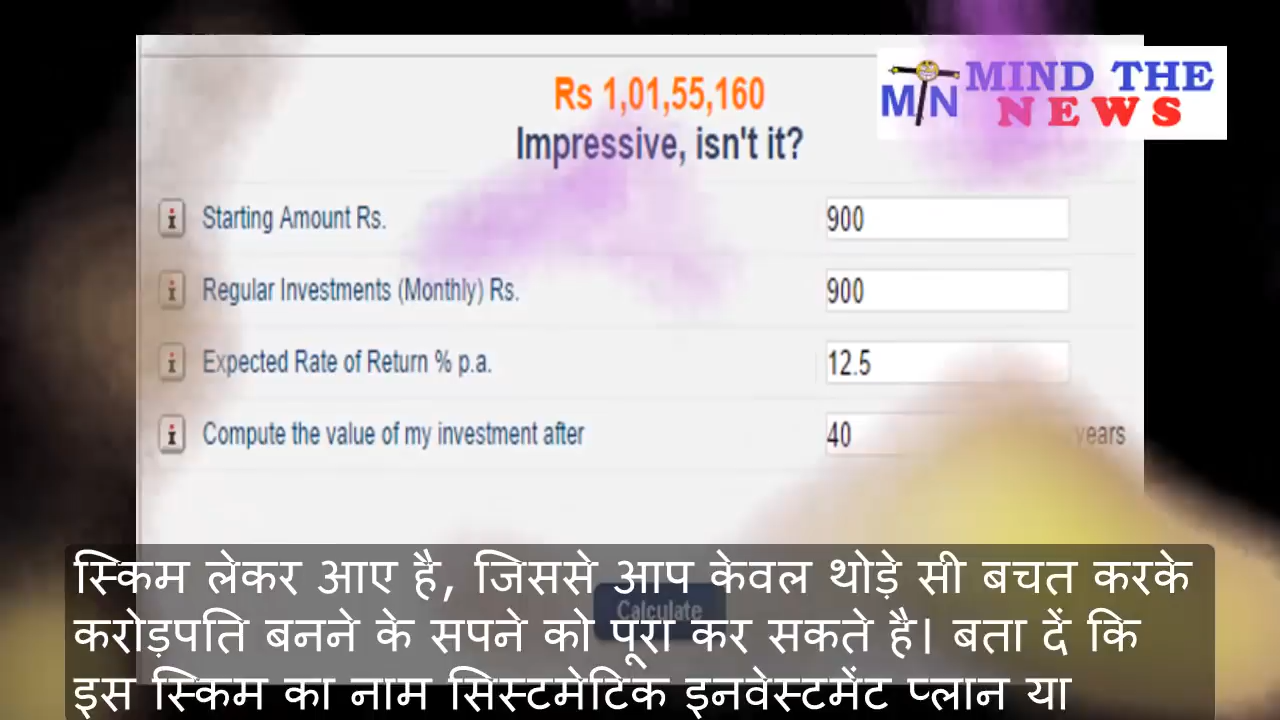 MIN MIND THE
NEWS
Rs 1,01,55,160
Impressive, isn't it?
i Starting Amount Rs. 900
i Regular Investments (Monthly) Rs. 900
i Expected Rate of Return % p.a. 12.5
i Compute the value of my investment after 40 years
Calculate
स्किम लेकर आए है, जिससे आप केवल थोड़े सी बचत करके
करोड़पति बनने के सपने को पूरा कर सकते है। बता दें कि
इस स्किम का नाम सिस्टमेटिक इनवेस्टमेंट प्लान या